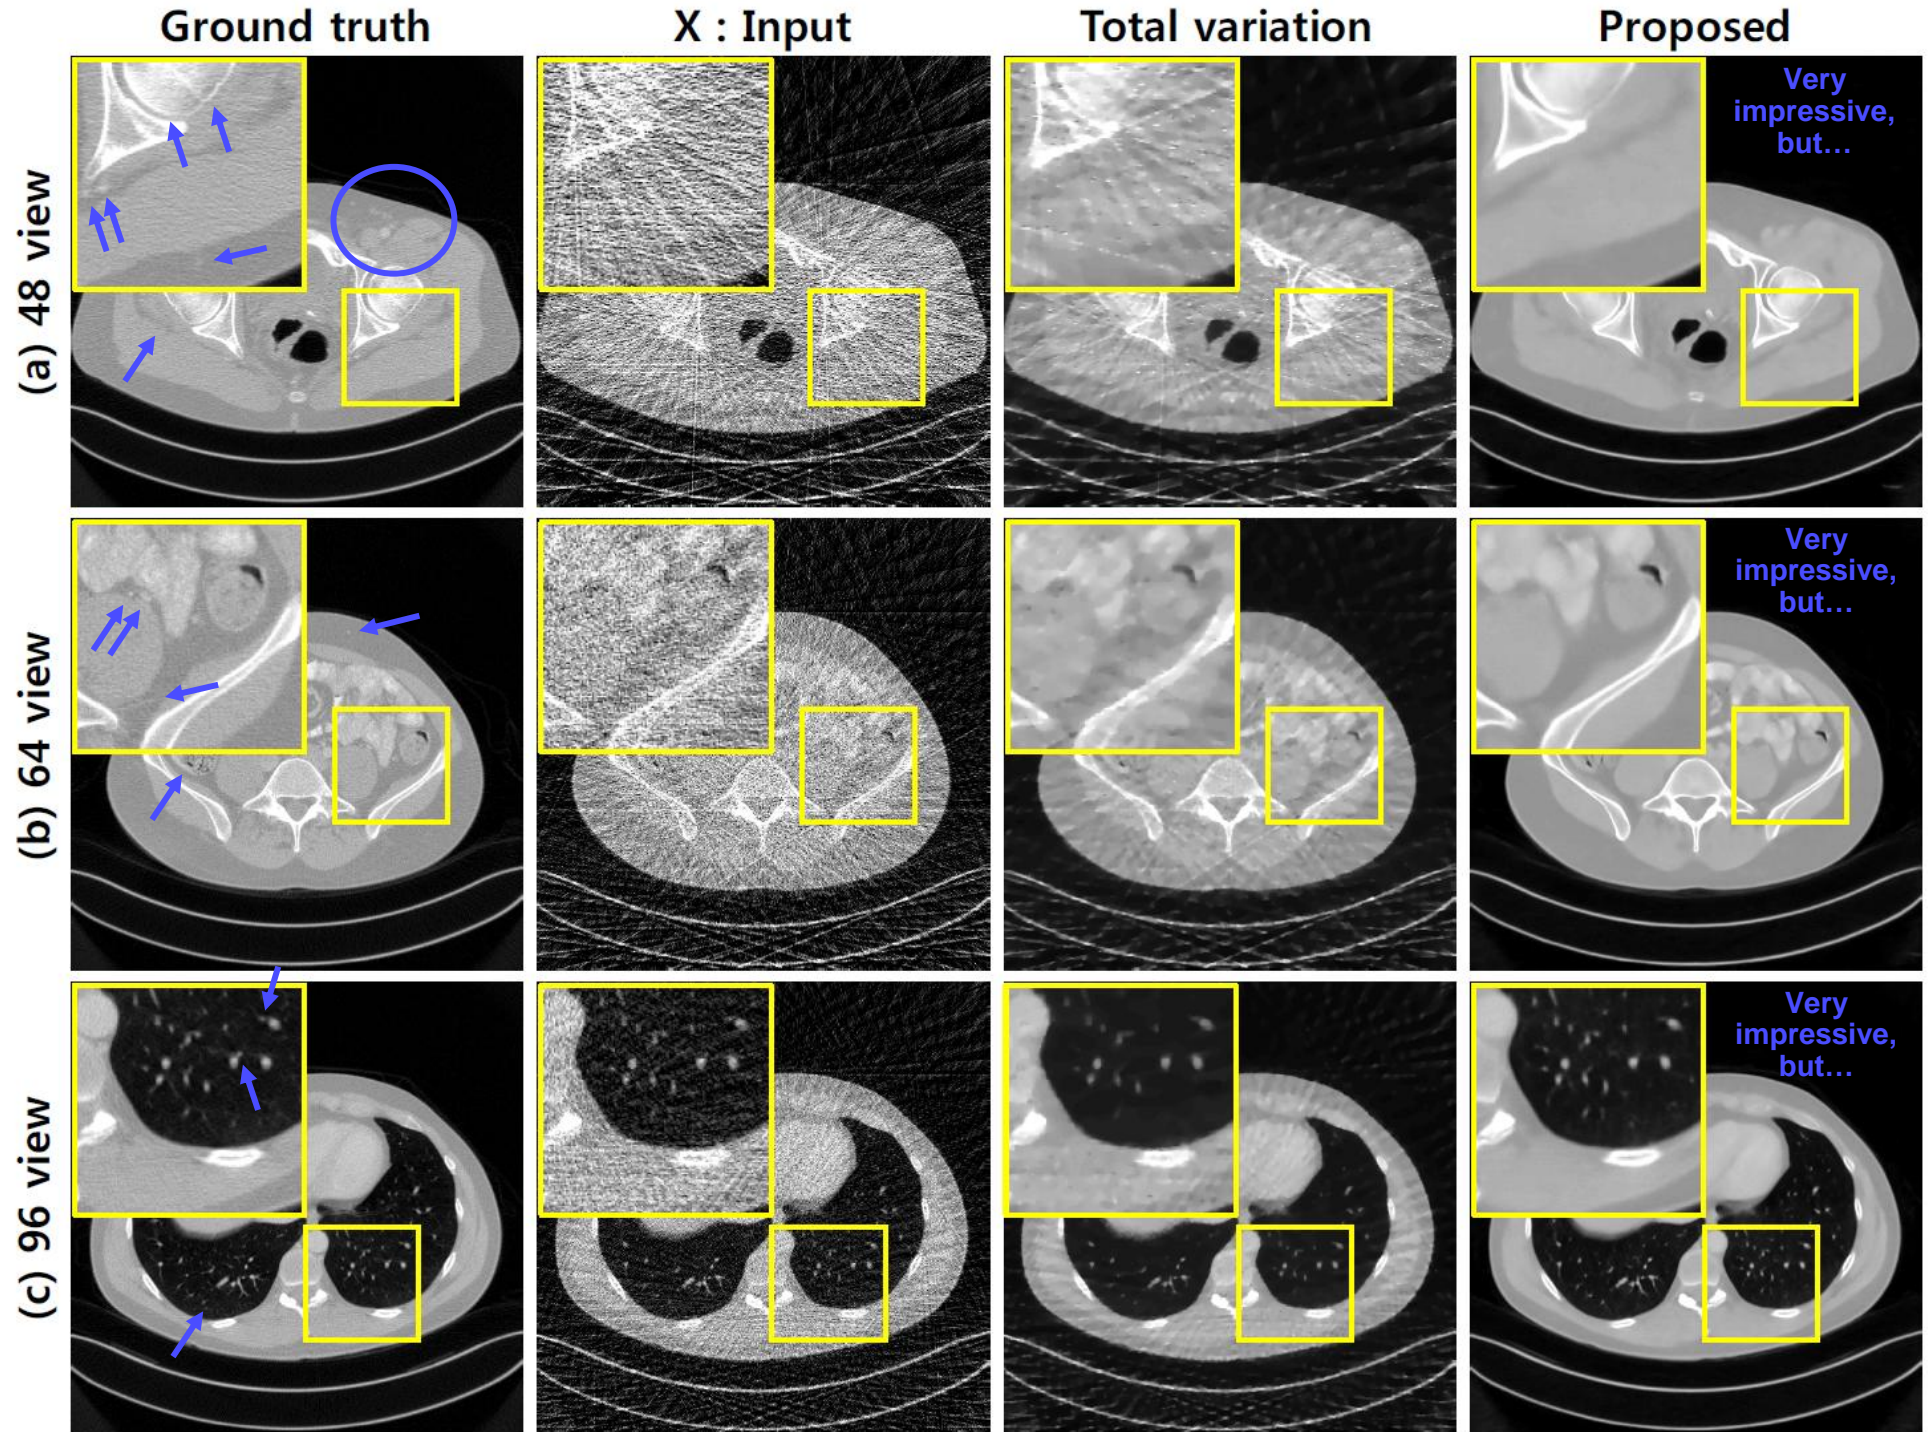 Ground truth
X : Input
Total variation
Proposed
(a) 48 view
Very
impressive,
but…
(b) 64 view
Very
impressive,
but…
(c) 96 view
Very
impressive,
but…